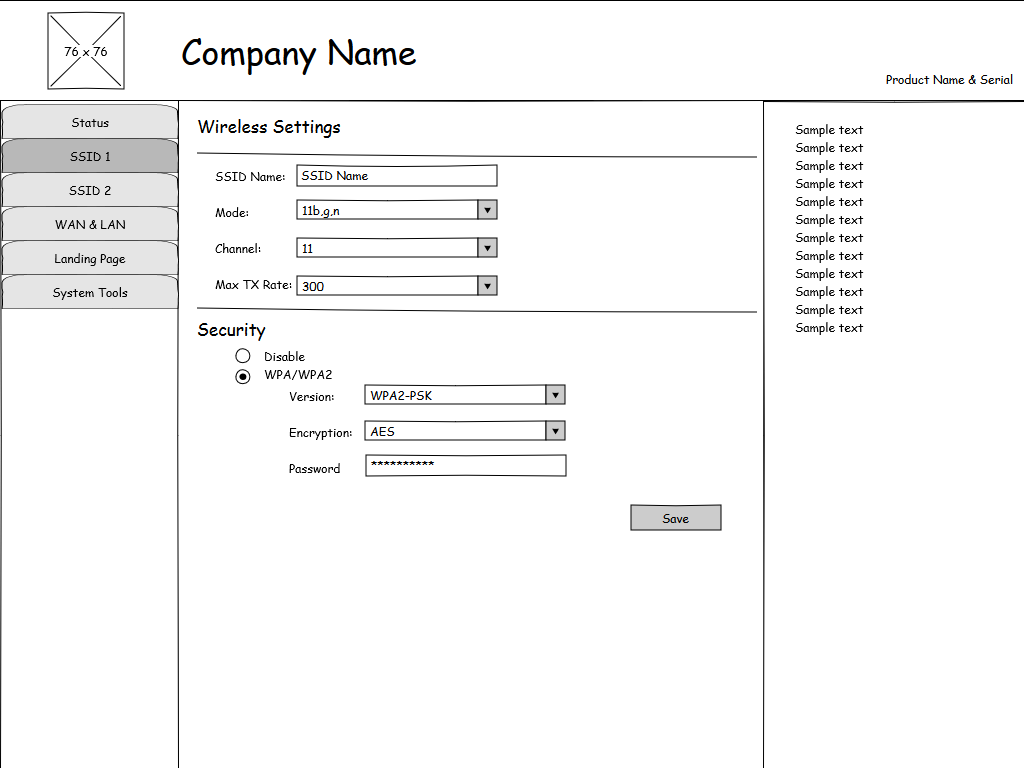 76 x 76
Company Name
Product Name & Serial
Status
SSID 1
SSID 2
WAN & LAN
Landing Page
System Tools
Wireless Settings
SSID Name: SSID Name
Mode: 11b,g,n
Channel: 11
Max TX Rate: 300
Security
Disable
WPA/WPA2
Version: WPA2-PSK
Encryption: AES
Password **********
Save
Sample text
Sample text
Sample text
Sample text
Sample text
Sample text
Sample text
Sample text
Sample text
Sample text
Sample text
Sample text